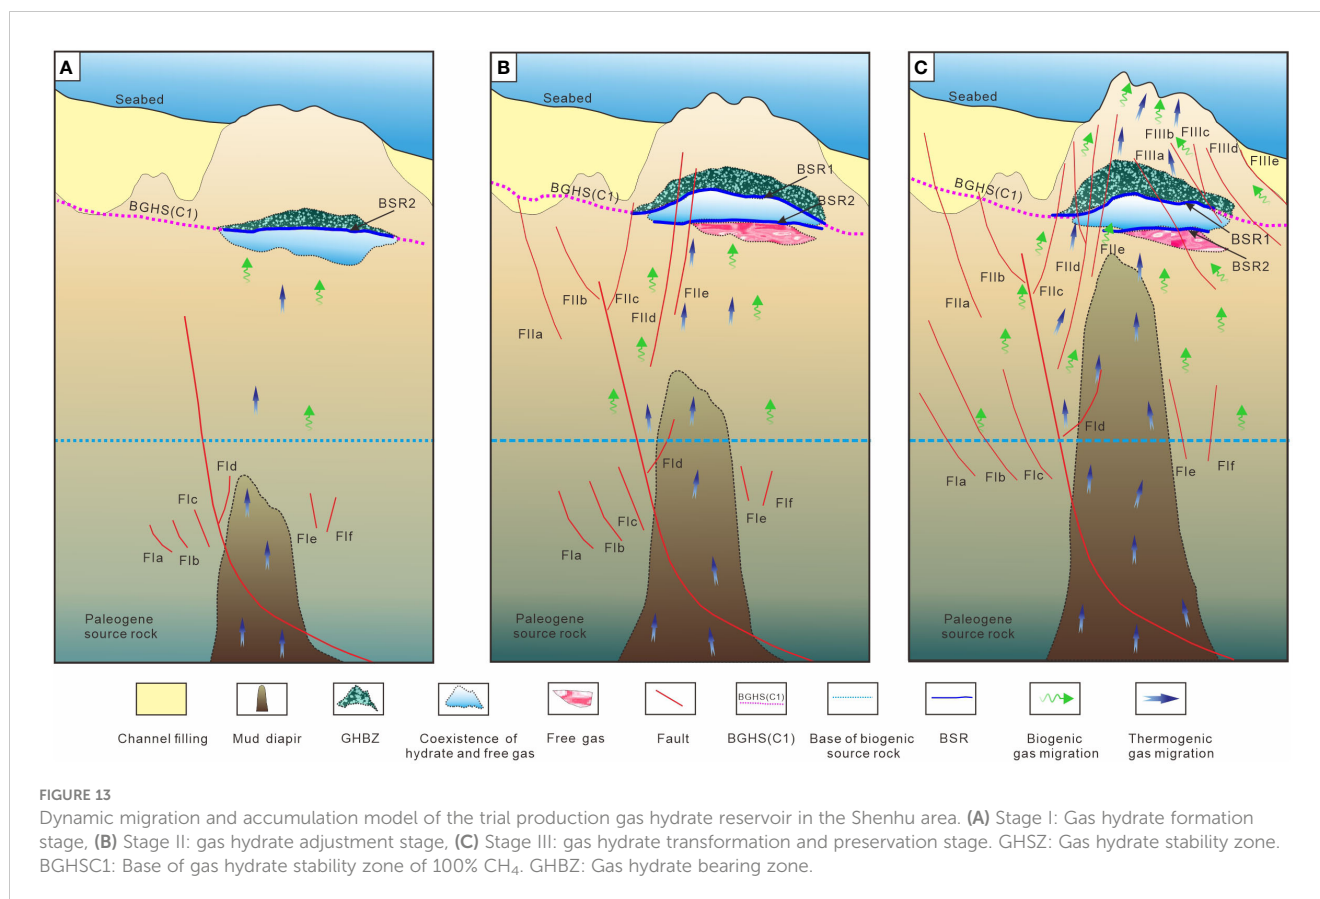 A
Seabed
BGHS(C1)
BSR2
FId
FIc
FIa
FIb
FIe
FIf
Paleogene
source rock
B
Seabed
BSR1
BGHS(C1)
BSR2
FIIb
FIIc
FIIe
FIId
FIIa
FId
FIc
FIe
FIf
FIb
FIa
Paleogene
source rock
C
Seabed
FIIIb
FIIIc
FIIId
FIIIa
FIIIe
BGHS(C1)
BSR1
FIIe
BSR2
FIId
FIIb
FIIc
FIIa
FId
FIa
FIb
FIc
FIe
FIf
Paleogene
source rock
BGHS(C1)
Channel filling
Mud diapir
GHBZ
Coexistence of
hydrate and free gas
Free gas
Fault
BGHS(C1)
Base of biogenic
source rock
BSR
Biogenic
gas migration
Thermogenic
gas migration
FIGURE 13
Dynamic migration and accumulation model of the trial production gas hydrate reservoir in the Shenhu area. (A) Stage I: Gas hydrate formation
stage, (B) Stage II: gas hydrate adjustment stage, (C) Stage III: gas hydrate transformation and preservation stage. GHSZ: Gas hydrate stability zone.
BGHSC1: Base of gas hydrate stability zone of 100% CH₄. GHBZ: Gas hydrate bearing zone.